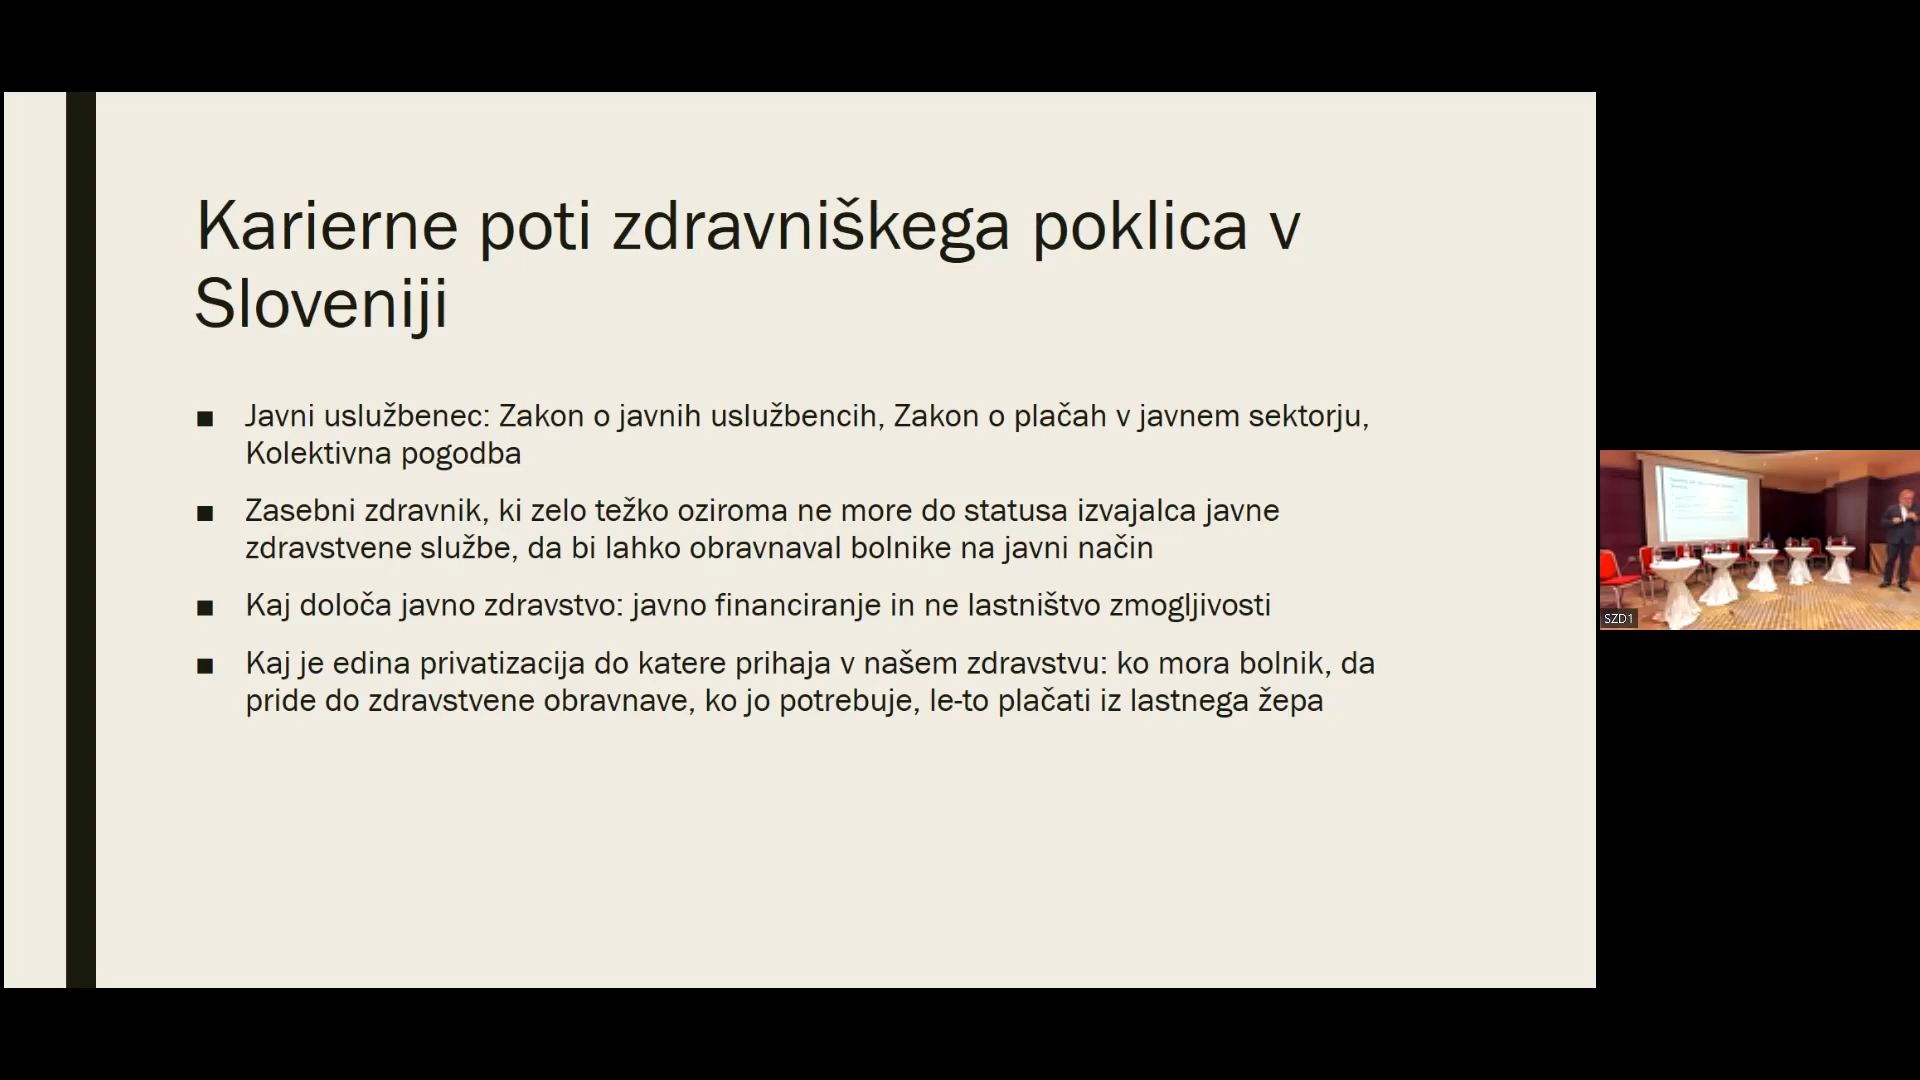 Karierne poti zdravniškega poklica v
Sloveniji
■ Javni uslužbenec: Zakon o javnih uslužbencih, Zakon o plačah v javnem sektorju,
Kolektivna pogodba
■ Zasebni zdravnik, ki zelo težko oziroma ne more do statusa izvajalca javne
zdravstvene službe, da bi lahko obravnaval bolnike na javni način
■ Kaj določa javno zdravstvo: javno financiranje in ne lastništvo zmogljivosti
■ Kaj je edina privatizacija do katere prihaja v našem zdravstvu: ko mora bolnik, da
pride do zdravstvene obravnave, ko jo potrebuje, le-to plačati iz lastnega žepa
SZD1